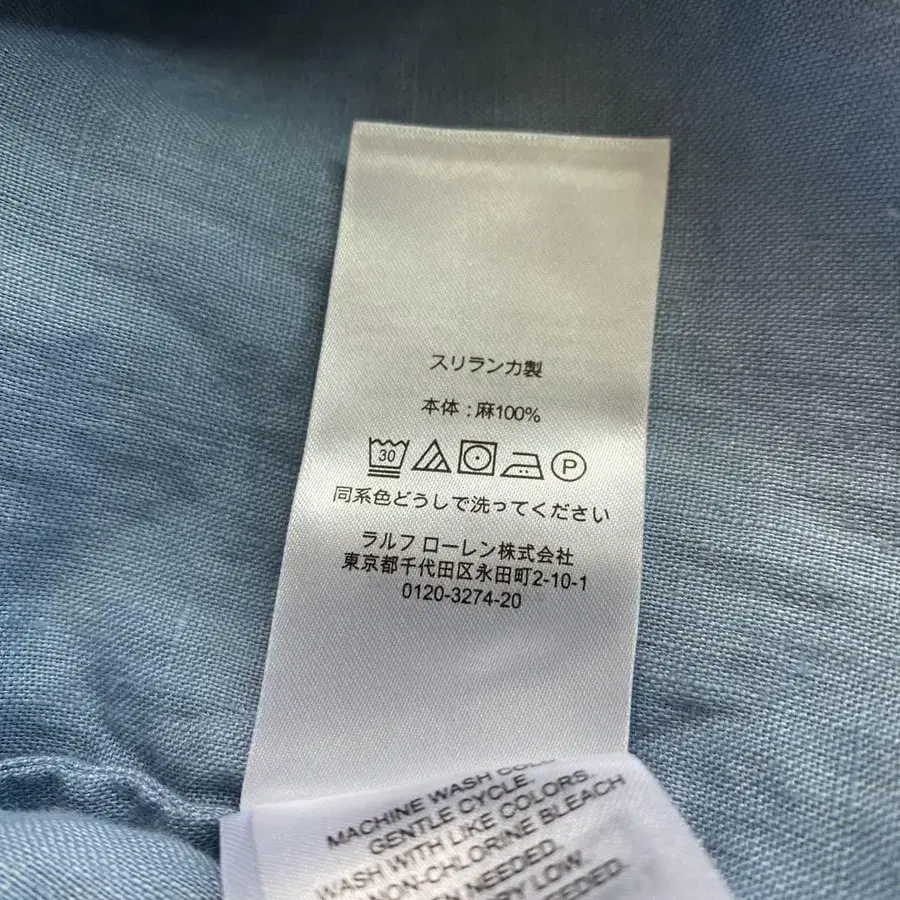 スリランカ製
本体:麻100%
30 P
同系色どうしで洗ってください
ラルフ ローレン株式会社
東京都千代田区永田町2-10-1
0120-3274-20
MACHINE WASH
GENTLE CYCLE.
WASH WITH LIKE COLORS.
NON-CHLORINE BLEACH
NEEDED.
LOW.
NEEDED.